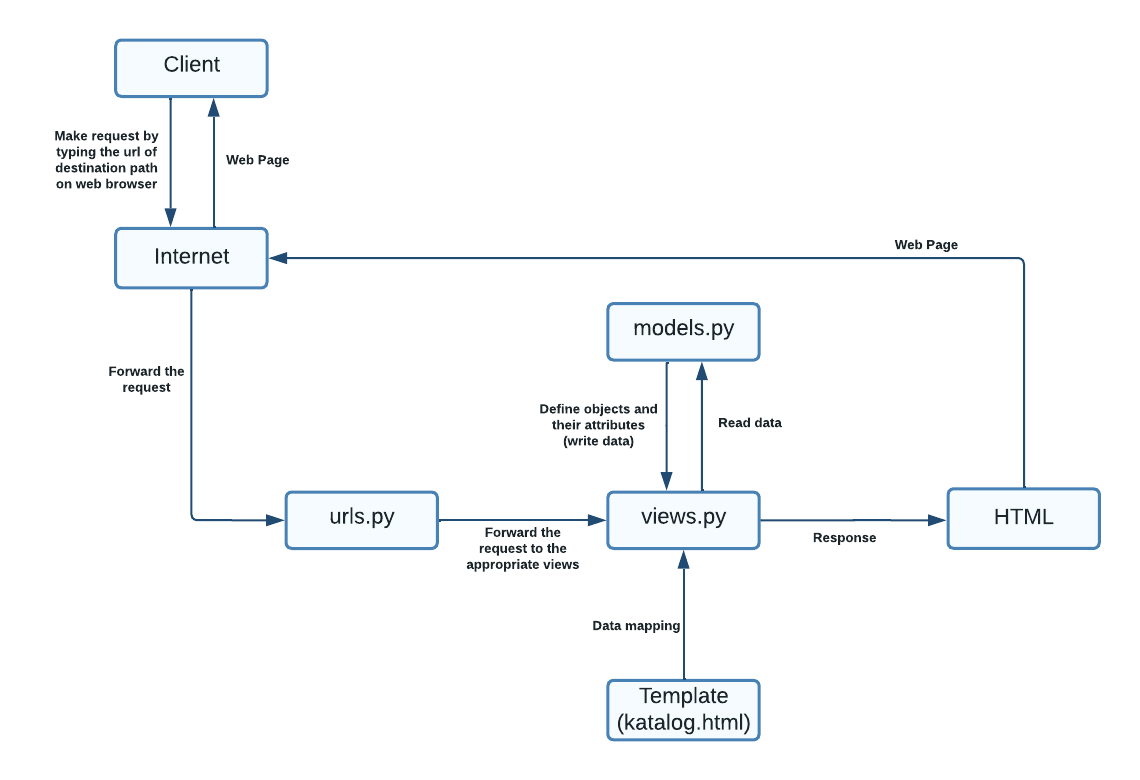 Client
Make request by
typing the url of
destination path
on web browser
Web Page
Internet
Web Page
models.py
Forward the
request
Define objects and
their attributes
(write data)
Read data
urls.py
views.py
HTML
Forward the
request to the
appropriate views
Response
Data mapping
Template
(katalog.html)